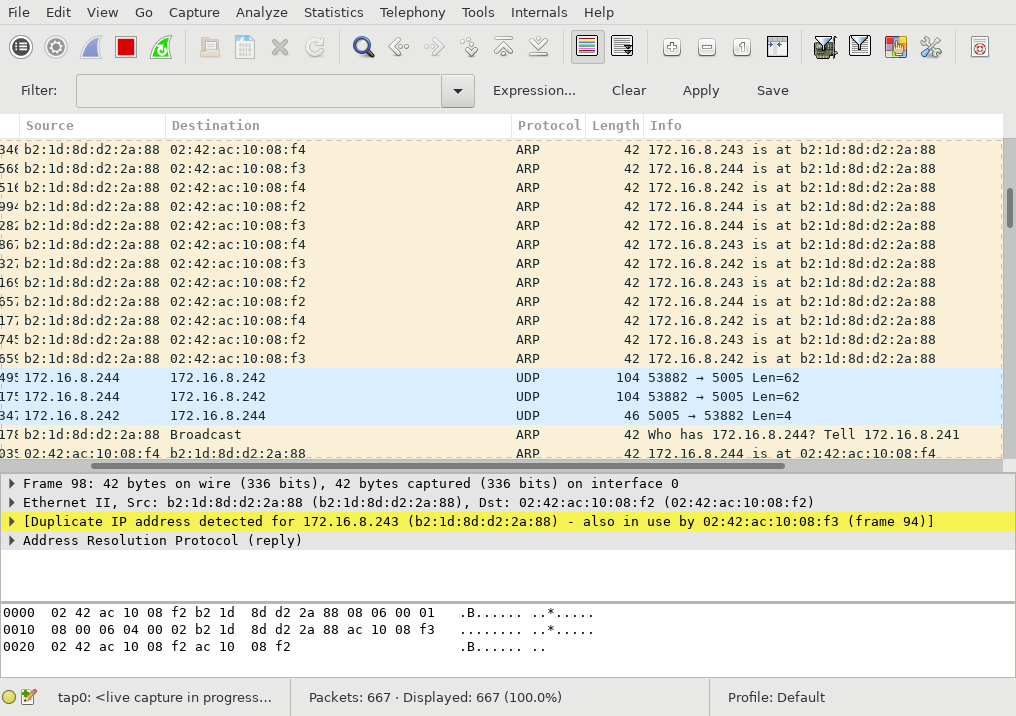 File Edit View Go Capture Analyze Statistics Telephony Tools Internals Help
Filter: Expression... Clear Apply Save
Source Destination Protocol Length Info
346 b2:1d:8d:d2:2a:88 02:42:ac:10:08:f4 ARP 42 172.16.8.243 is at b2:1d:8d:d2:2a:88
568 b2:1d:8d:d2:2a:88 02:42:ac:10:08:f3 ARP 42 172.16.8.244 is at b2:1d:8d:d2:2a:88
516 b2:1d:8d:d2:2a:88 02:42:ac:10:08:f4 ARP 42 172.16.8.242 is at b2:1d:8d:d2:2a:88
994 b2:1d:8d:d2:2a:88 02:42:ac:10:08:f2 ARP 42 172.16.8.244 is at b2:1d:8d:d2:2a:88
282 b2:1d:8d:d2:2a:88 02:42:ac:10:08:f3 ARP 42 172.16.8.244 is at b2:1d:8d:d2:2a:88
867 b2:1d:8d:d2:2a:88 02:42:ac:10:08:f4 ARP 42 172.16.8.243 is at b2:1d:8d:d2:2a:88
327 b2:1d:8d:d2:2a:88 02:42:ac:10:08:f3 ARP 42 172.16.8.242 is at b2:1d:8d:d2:2a:88
169 b2:1d:8d:d2:2a:88 02:42:ac:10:08:f2 ARP 42 172.16.8.243 is at b2:1d:8d:d2:2a:88
657 b2:1d:8d:d2:2a:88 02:42:ac:10:08:f2 ARP 42 172.16.8.244 is at b2:1d:8d:d2:2a:88
177 b2:1d:8d:d2:2a:88 02:42:ac:10:08:f4 ARP 42 172.16.8.242 is at b2:1d:8d:d2:2a:88
745 b2:1d:8d:d2:2a:88 02:42:ac:10:08:f2 ARP 42 172.16.8.243 is at b2:1d:8d:d2:2a:88
659 b2:1d:8d:d2:2a:88 02:42:ac:10:08:f3 ARP 42 172.16.8.242 is at b2:1d:8d:d2:2a:88
495 172.16.8.244 172.16.8.242 UDP 104 53882 → 5005 Len=62
175 172.16.8.244 172.16.8.242 UDP 104 53882 → 5005 Len=62
347 172.16.8.242 172.16.8.244 UDP 46 5005 → 53882 Len=4
178 b2:1d:8d:d2:2a:88 Broadcast ARP 42 Who has 172.16.8.244? Tell 172.16.8.241
035 02:42:ac:10:08:f4 b2:1d:8d:d2:2a:88 ARP 42 172.16.8.244 is at 02:42:ac:10:08:f4
Frame 98: 42 bytes on wire (336 bits), 42 bytes captured (336 bits) on interface 0
Ethernet II, Src: b2:1d:8d:d2:2a:88 (b2:1d:8d:d2:2a:88), Dst: 02:42:ac:10:08:f2 (02:42:ac:10:08:f2)
[Duplicate IP address detected for 172.16.8.243 (b2:1d:8d:d2:2a:88) - also in use by 02:42:ac:10:08:f3 (frame 94)]
Address Resolution Protocol (reply)
0000 02 42 ac 10 08 f2 b2 1d 8d d2 2a 88 08 06 00 01 .B...... ..*.....
0010 08 00 06 04 00 02 b2 1d 8d d2 2a 88 ac 10 08 f3 ........ ..*.....
0020 02 42 ac 10 08 f2 ac 10 08 f2 .B...... ..
tap0: <live capture in progress... Packets: 667 · Displayed: 667 (100.0%) Profile: Default